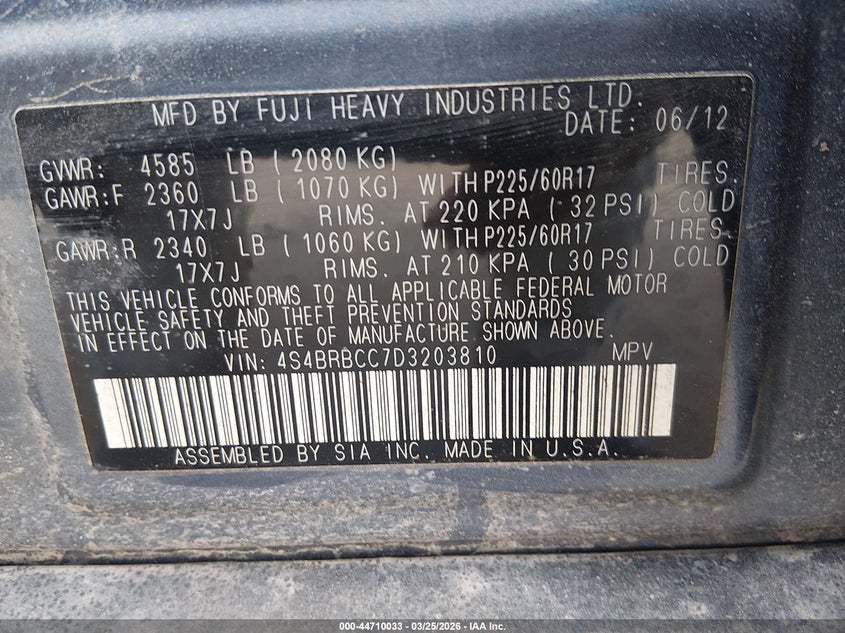 MFD BY FUJI HEAVY INDUSTRIES LTD.
DATE: 06/12
GVWR: 4585 LB ( 2080 KG)
GAWR:F 2360 LB ( 1070 KG) WITH P225/60R17 TIRES.
17X7J RIMS. AT 220 KPA ( 32 PSI) COLD
GAWR:R 2340 LB ( 1060 KG) WITH P225/60R17 TIRES
17X7J RIMS. AT 210 KPA ( 30 PSI) COLD
THIS VEHICLE CONFORMS TO ALL APPLICABLE FEDERAL MOTOR
VEHICLE SAFETY AND THEFT PREVENTION STANDARDS
IN EFFECT ON THE DATE OF MANUFACTURE SHOWN ABOVE.
VIN: 4S4BRBCC7D3203810 MPV
ASSEMBLED BY SIA INC. MADE IN U.S.A.
000-44710033 — 03/25/2026 — IAA Inc.